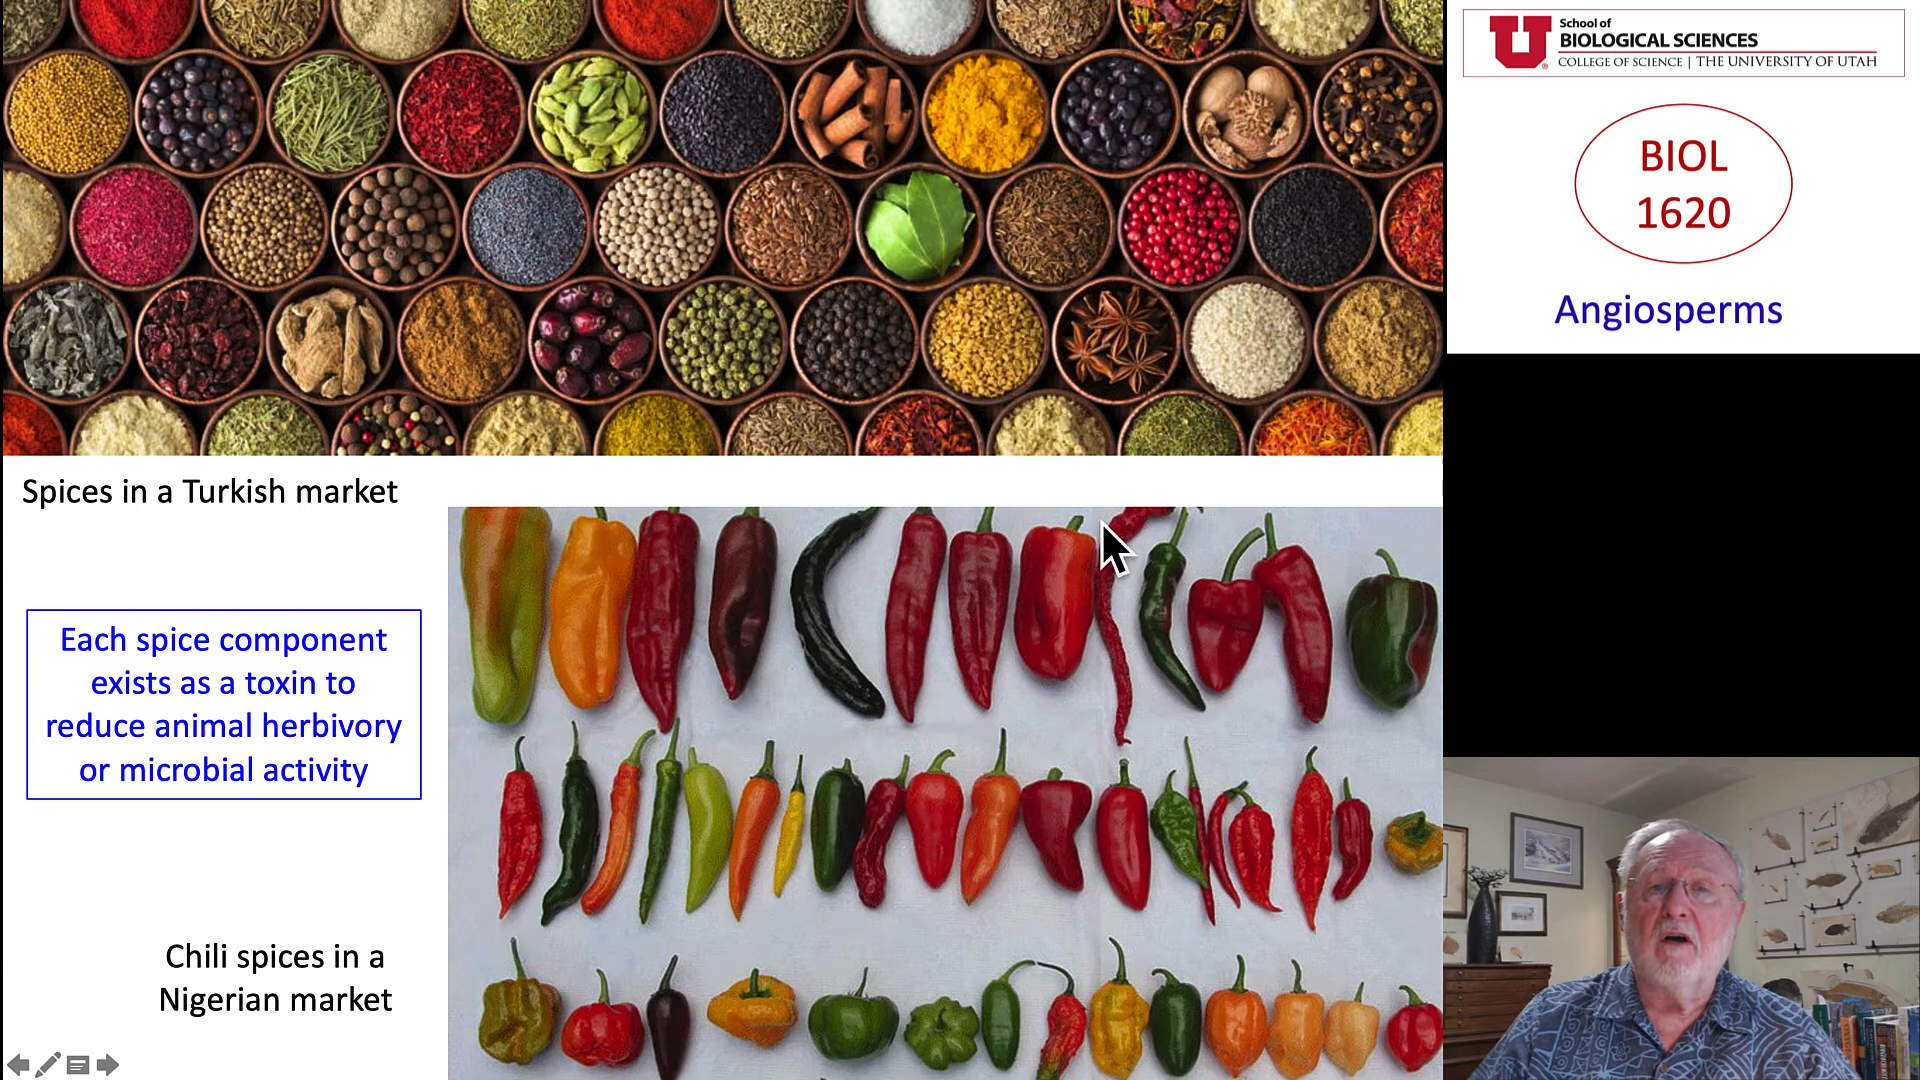 School of
BIOLOGICAL SCIENCES
COLLEGE OF SCIENCE | THE UNIVERSITY OF UTAH
BIOL
1620
Angiosperms
Spices in a Turkish market
Each spice component
exists as a toxin to
reduce animal herbivory
or microbial activity
Chili spices in a
Nigerian market